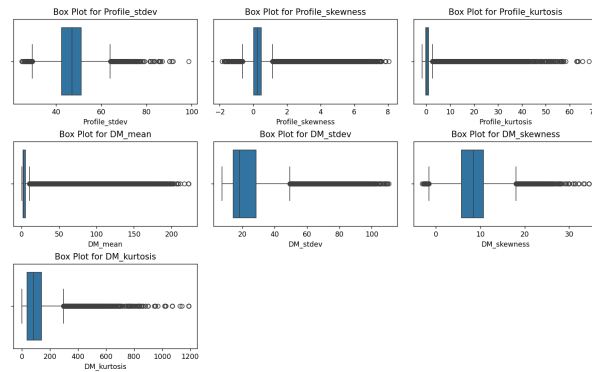 Box Plot for Profile_stdev
Box Plot for Profile_skewness
Box Plot for Profile_kurtosis
40 60 80 100
−2 0 2 4 6 8
0 10 20 30 40 50 60
Profile_stdev
Profile_skewness
Profile_kurtosis
Box Plot for DM_mean
Box Plot for DM_stdev
Box Plot for DM_skewness
0 50 100 150 200
20 40 60 80 100
0 10 20 30
DM_mean
DM_stdev
DM_skewness
Box Plot for DM_kurtosis
0 200 400 600 800 1000 1200
DM_kurtosis